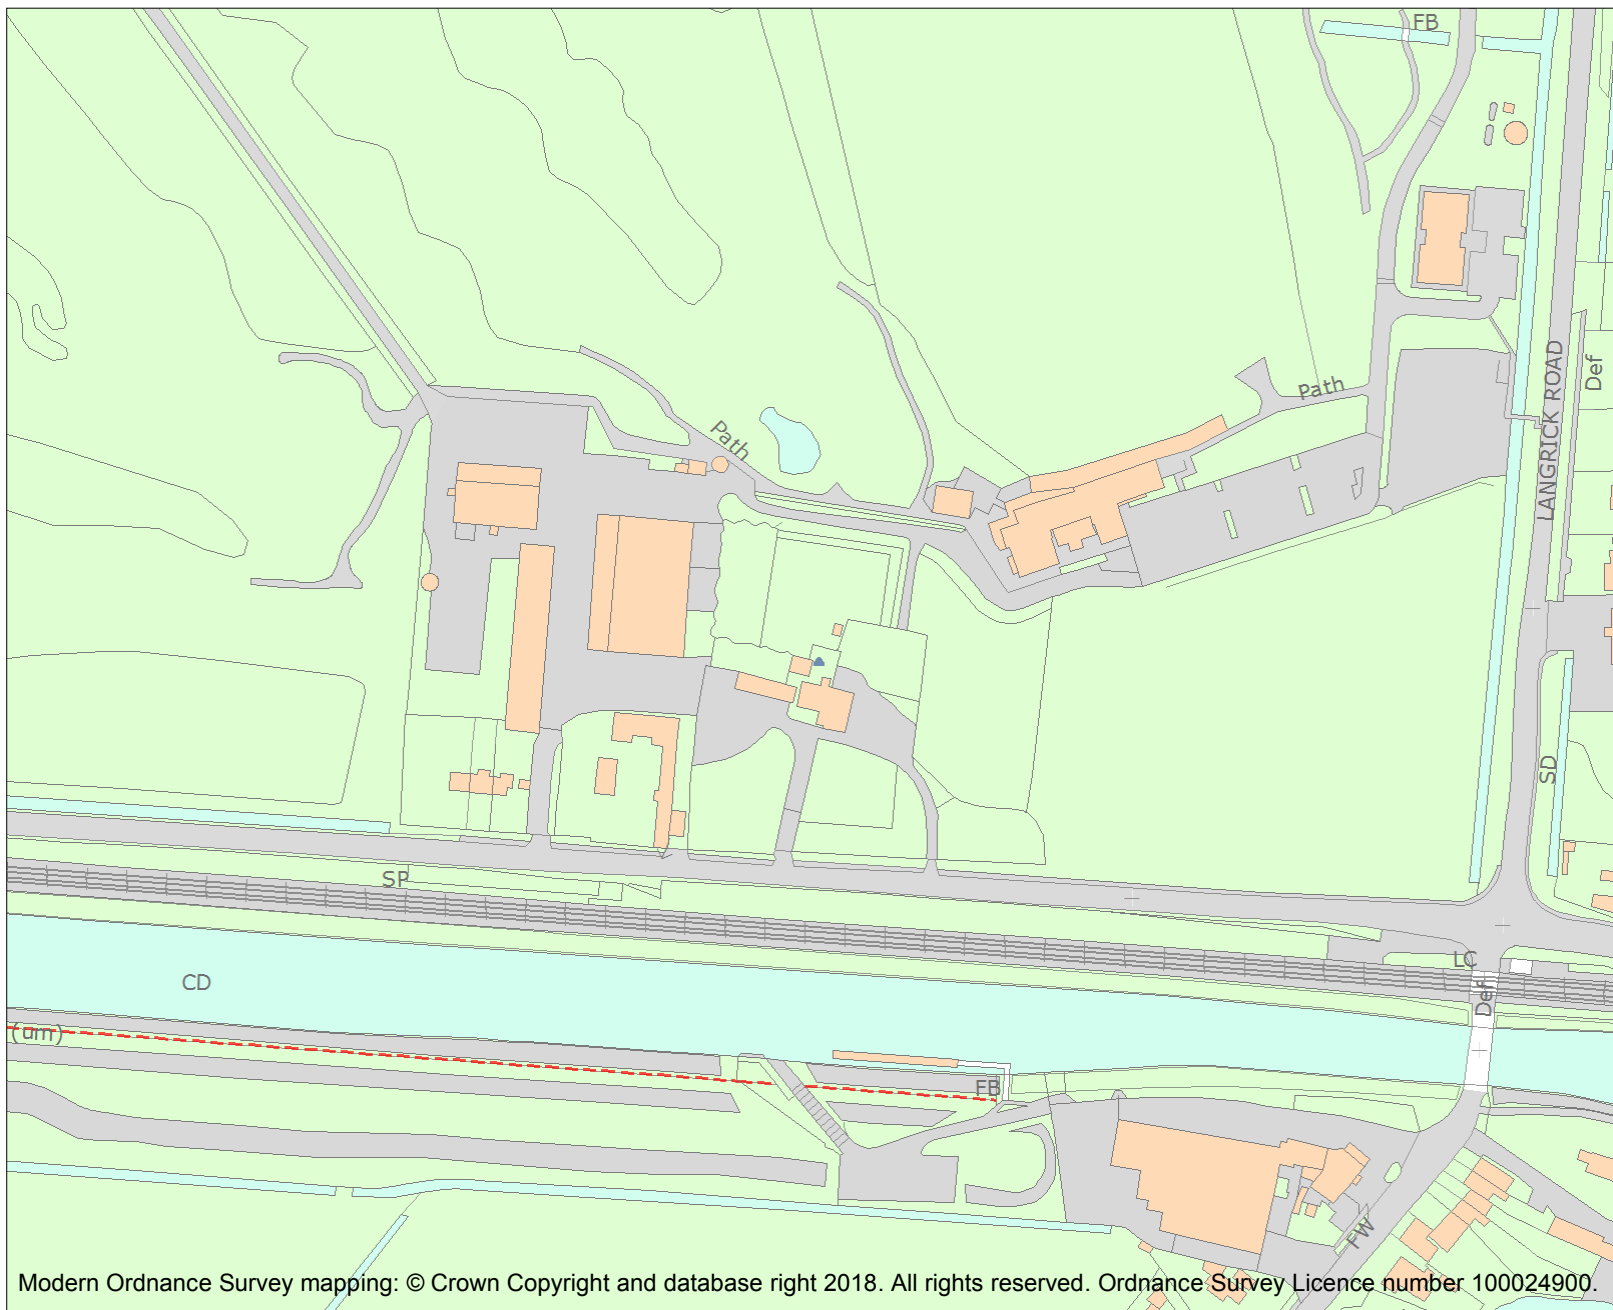 FB
LANGRICK ROAD
Def
Path
Path
SD
SP
LC
Def
CD
(um)
FB
FW
Modern Ordnance Survey mapping: © Crown Copyright and database right 2018. All rights reserved. Ordnance Survey Licence number 100024900.